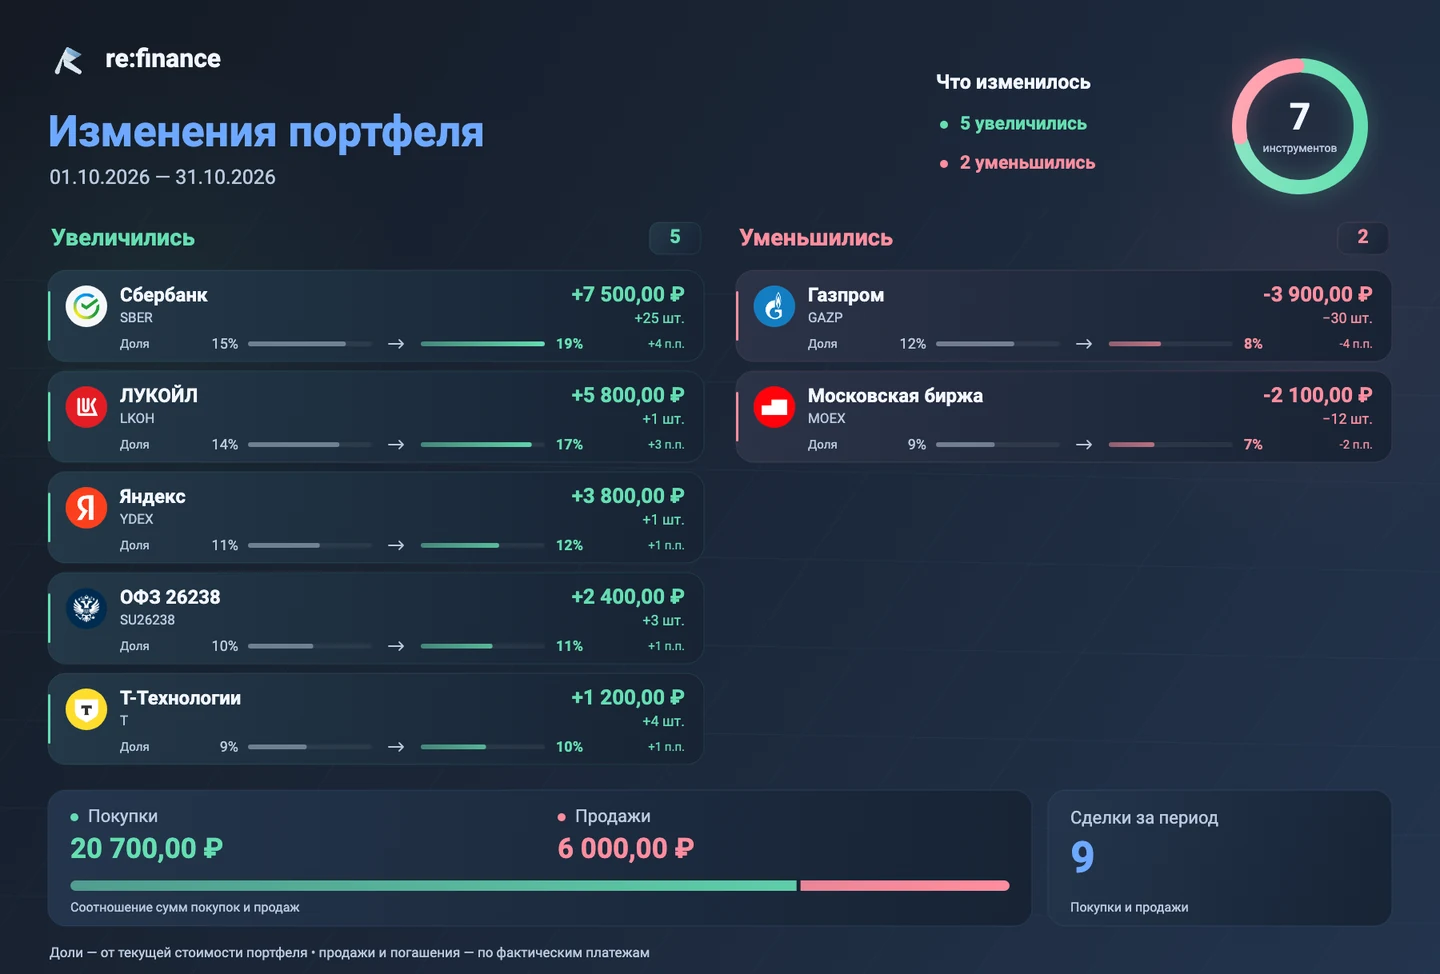 re:finance
Изменения портфеля
01.10.2026 — 31.10.2026
Что изменилось
• 5 увеличились
• 2 уменьшились
7
инструментов
Увеличились 5
Сбербанк +7 500,00 ₽
SBER +25 шт.
Доля 15% → 19% +4 п.п.
ЛУКОЙЛ +5 800,00 ₽
LKOH +1 шт.
Доля 14% → 17% +3 п.п.
Яндекс +3 800,00 ₽
YDEX +1 шт.
Доля 11% → 12% +1 п.п.
ОФЗ 26238 +2 400,00 ₽
SU26238 +3 шт.
Доля 10% → 11% +1 п.п.
Т-Технологии +1 200,00 ₽
T +4 шт.
Доля 9% → 10% +1 п.п.
Уменьшились 2
Газпром -3 900,00 ₽
GAZP −30 шт.
Доля 12% → 8% -4 п.п.
Московская биржа -2 100,00 ₽
MOEX −12 шт.
Доля 9% → 7% -2 п.п.
• Покупки • Продажи
20 700,00 ₽ 6 000,00 ₽
Соотношение сумм покупок и продаж
Сделки за период
9
Покупки и продажи
Доли — от текущей стоимости портфеля • продажи и погашения — по фактическим платежам